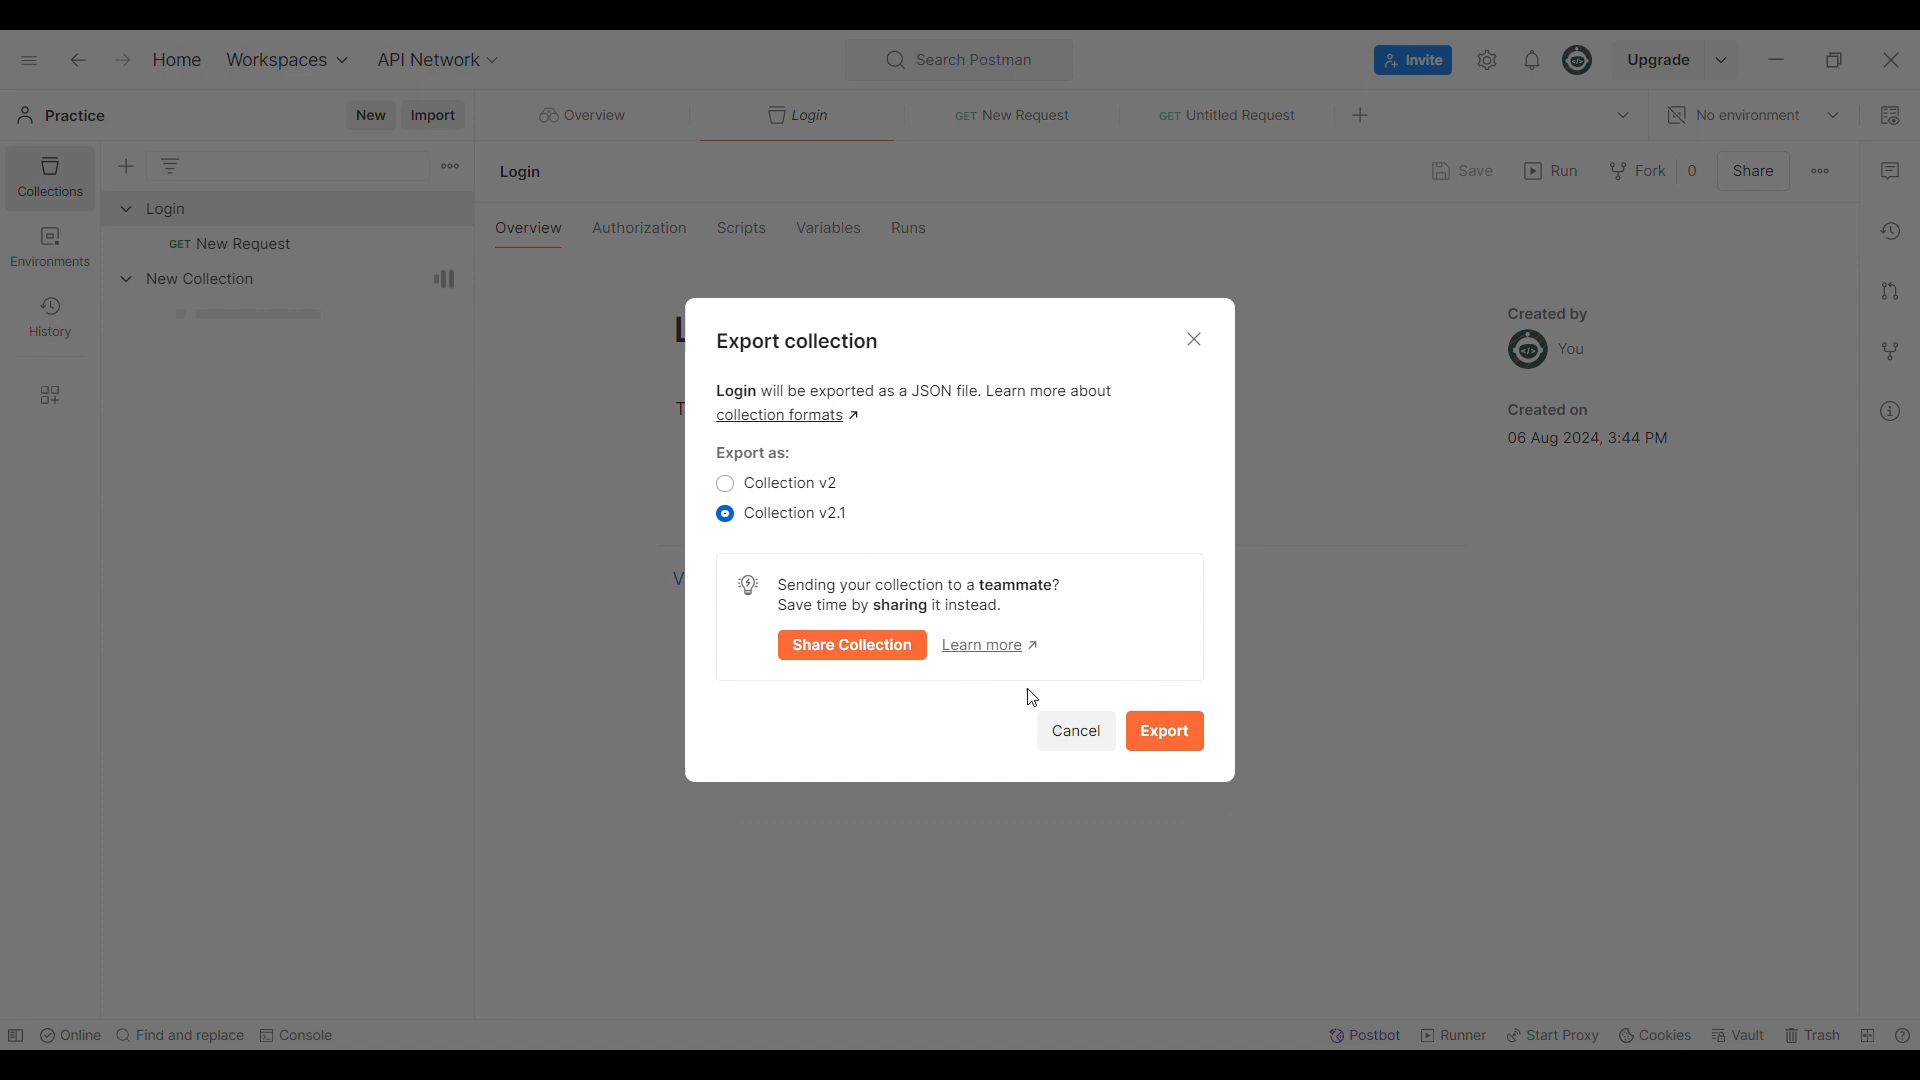 Home Workspaces API Network Search Postman Invite Upgrade
Practice New Import Overview Login GET New Request GET Untitled Request No environment
Collections
Environments
History
Login
GET New Request
New Collection
Login Save Run Fork 0 Share
Overview Authorization Scripts Variables Runs
Export collection
Login will be exported as a JSON file. Learn more about
collection formats
Export as:
Collection v2
Collection v2.1
Sending your collection to a teammate?
Save time by sharing it instead.
Share Collection Learn more
Cancel Export
Created by
You
Created on
06 Aug 2024, 3:44 PM
Online Find and replace Console Postbot Runner Start Proxy Cookies Vault Trash